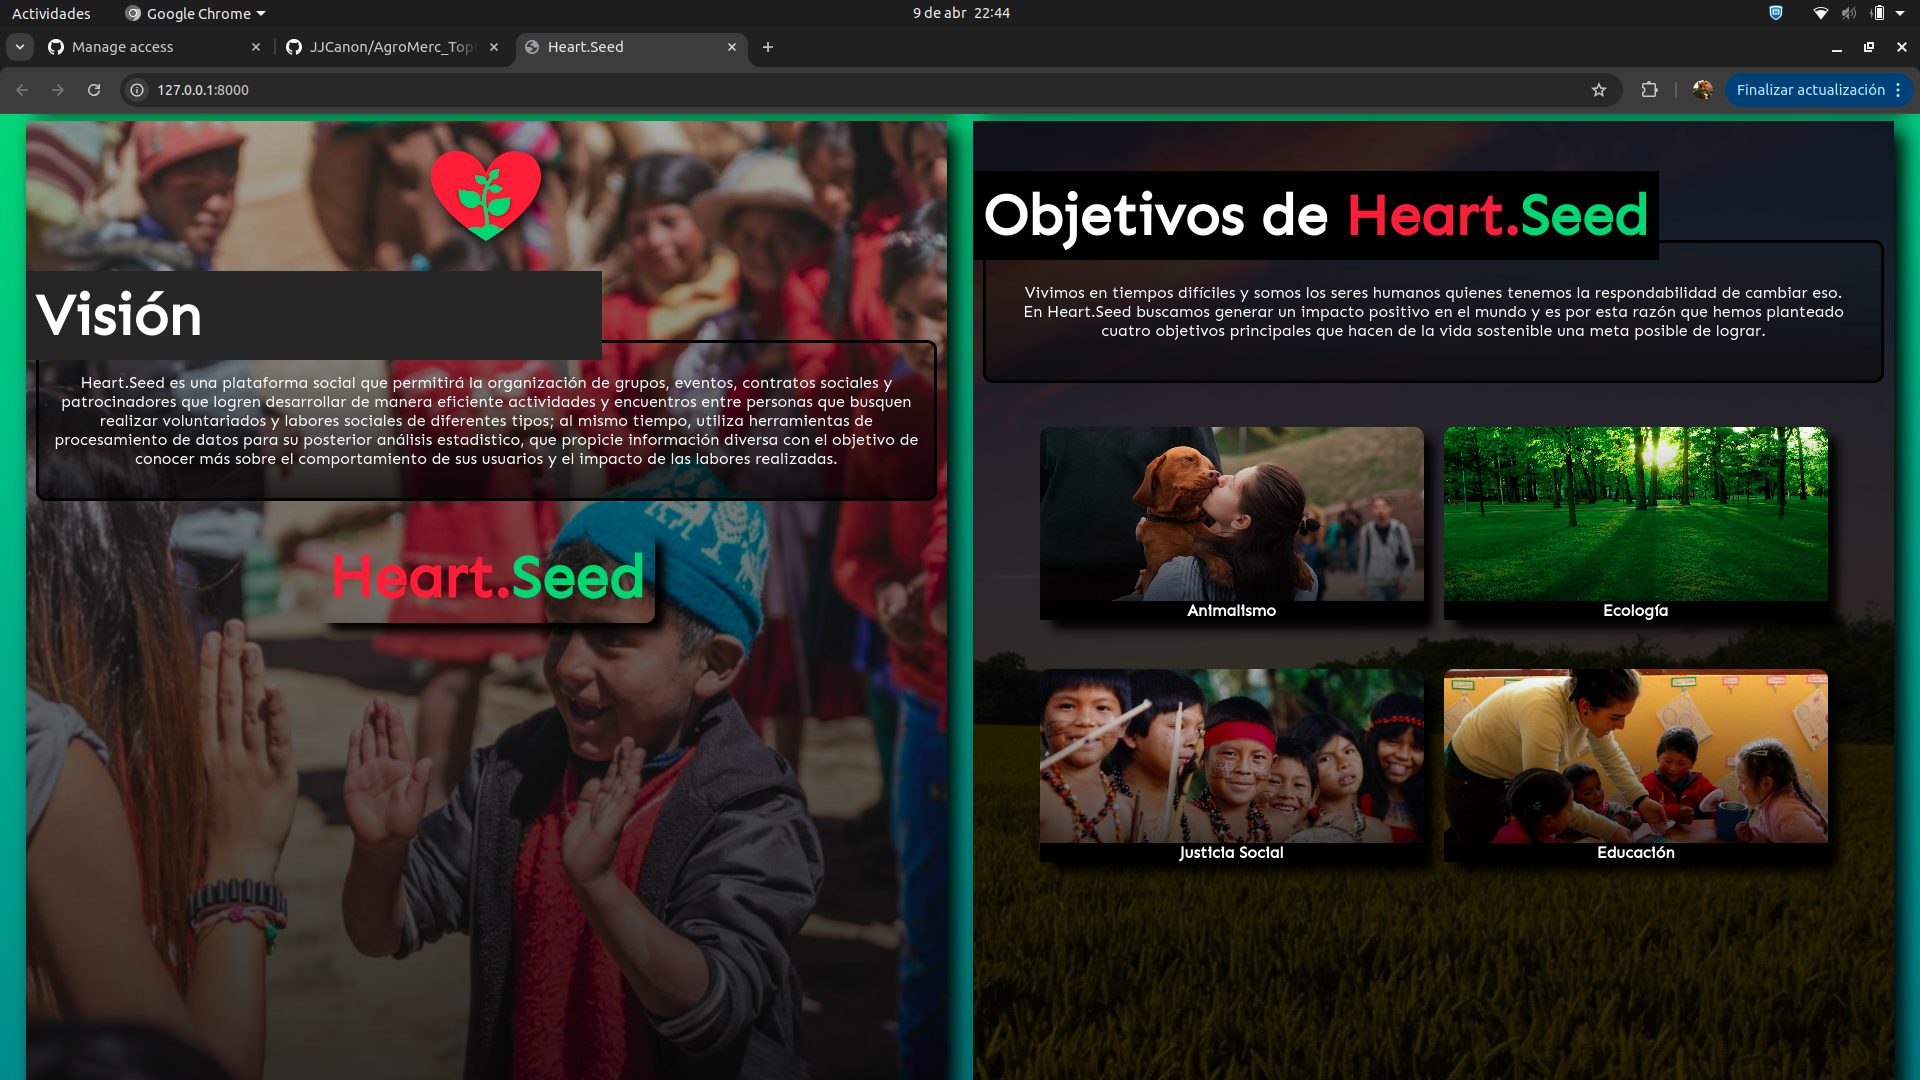 Actividades
Google Chrome
9 de abr 22:44
Manage access
JJCanon/AgroMerc_Top
Heart.Seed
127.0.0.1:8000
Finalizar actualización
Visión
Heart.Seed es una plataforma social que permitirá la organización de grupos, eventos, contratos sociales y
patrocinadores que logren desarrollar de manera eficiente actividades y encuentros entre personas que busquen
realizar voluntariados y labores sociales de diferentes tipos; al mismo tiempo, utiliza herramientas de
procesamiento de datos para su posterior análisis estadistico, que propicie información diversa con el objetivo de
conocer más sobre el comportamiento de sus usuarios y el impacto de las labores realizadas.
Heart.Seed
Objetivos de Heart.Seed
Vivimos en tiempos difíciles y somos los seres humanos quienes tenemos la respondabilidad de cambiar eso.
En Heart.Seed buscamos generar un impacto positivo en el mundo y es por esta razón que hemos planteado
cuatro objetivos principales que hacen de la vida sostenible una meta posible de lograr.
Animalismo
Ecología
Justicia Social
Educación